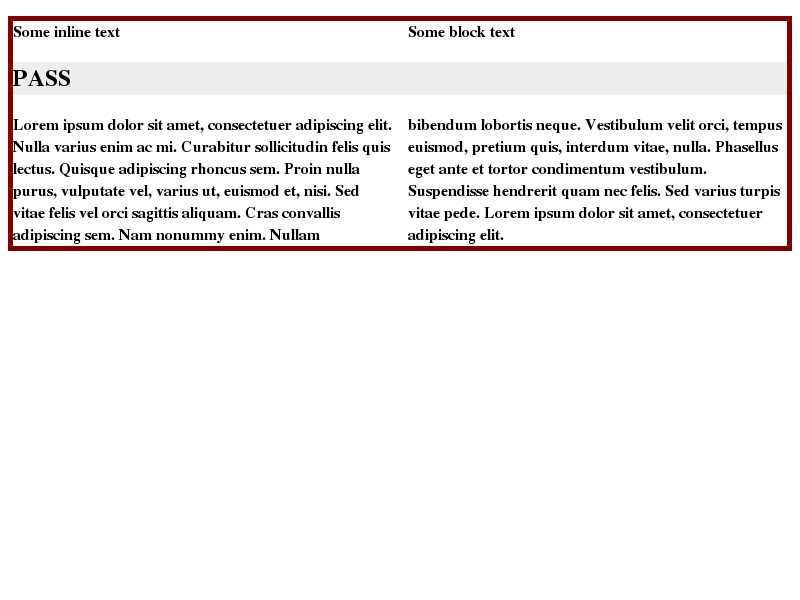 Some inline text
Some block text
PASS
Lorem ipsum dolor sit amet, consectetuer adipiscing elit.
Nulla varius enim ac mi. Curabitur sollicitudin felis quis
lectus. Quisque adipiscing rhoncus sem. Proin nulla
purus, vulputate vel, varius ut, euismod et, nisi. Sed
vitae felis vel orci sagittis aliquam. Cras convallis
adipiscing sem. Nam nonummy enim. Nullam
bibendum lobortis neque. Vestibulum velit orci, tempus
euismod, pretium quis, interdum vitae, nulla. Phasellus
eget ante et tortor condimentum vestibulum.
Suspendisse hendrerit quam nec felis. Sed varius turpis
vitae pede. Lorem ipsum dolor sit amet, consectetuer
adipiscing elit.